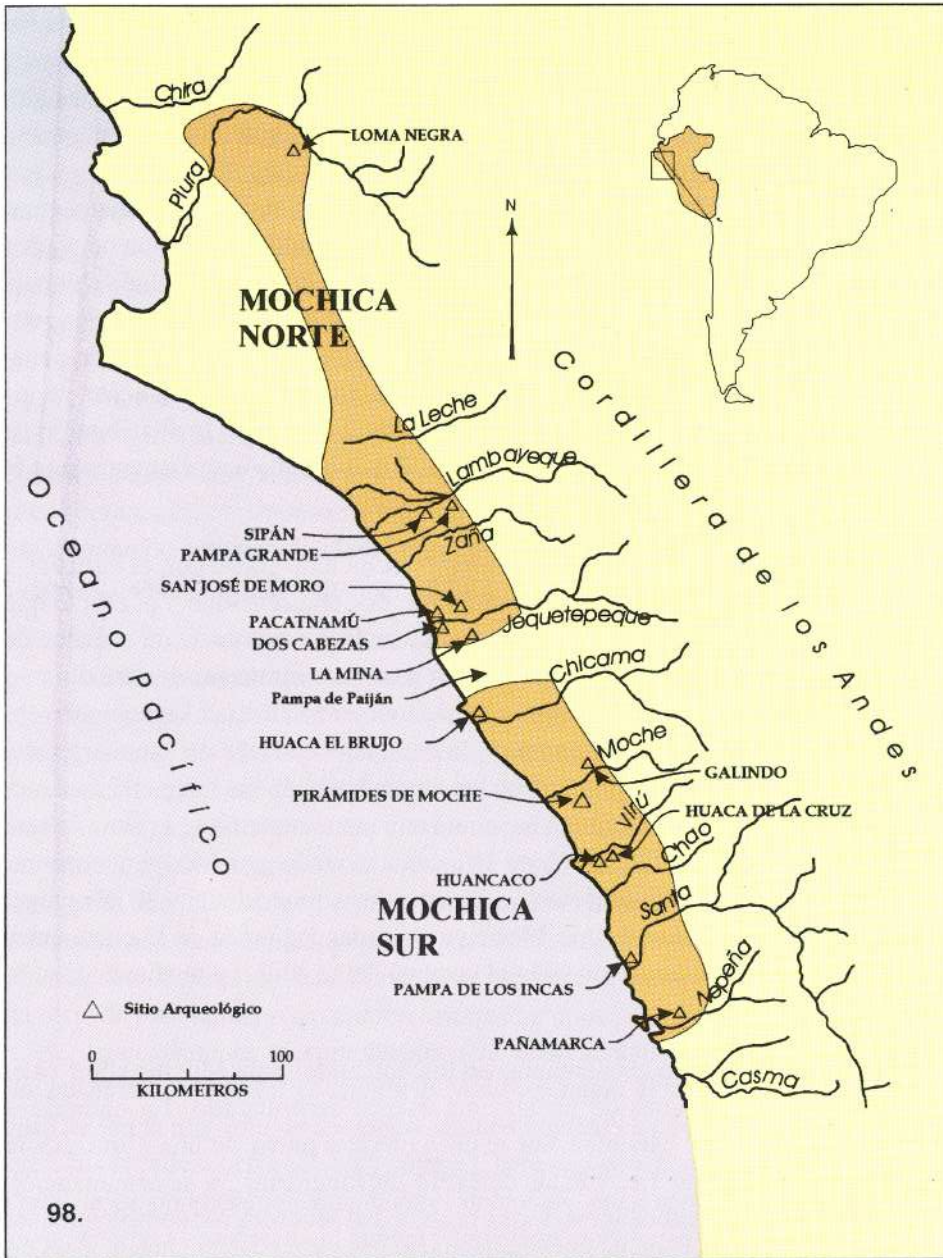 Chira
LOMA NEGRA
Piura
N
MOCHICA
NORTE
Cordillera de los Andes
La Leche
Lambayeque
Océano pacífico
SIPÁN
PAMPA GRANDE
Zaña
SAN JOSÉ DE MORO
PACATNAMÚ
Jequetepeque
DOS CABEZAS
LA MINA
Chicama
Pampa de Paiján
HUACA EL BRUJO
Moche
GALINDO
PIRÁMIDES DE MOCHE
Virú
HUACA DE LA CRUZ
Chao
HUANCACO
Santa
MOCHICA
SUR
PAMPA DE LOS INCAS
Nepeña
Sitio Arqueológico
PAÑAMARCA
0 100
KILOMETROS
Casma
98.